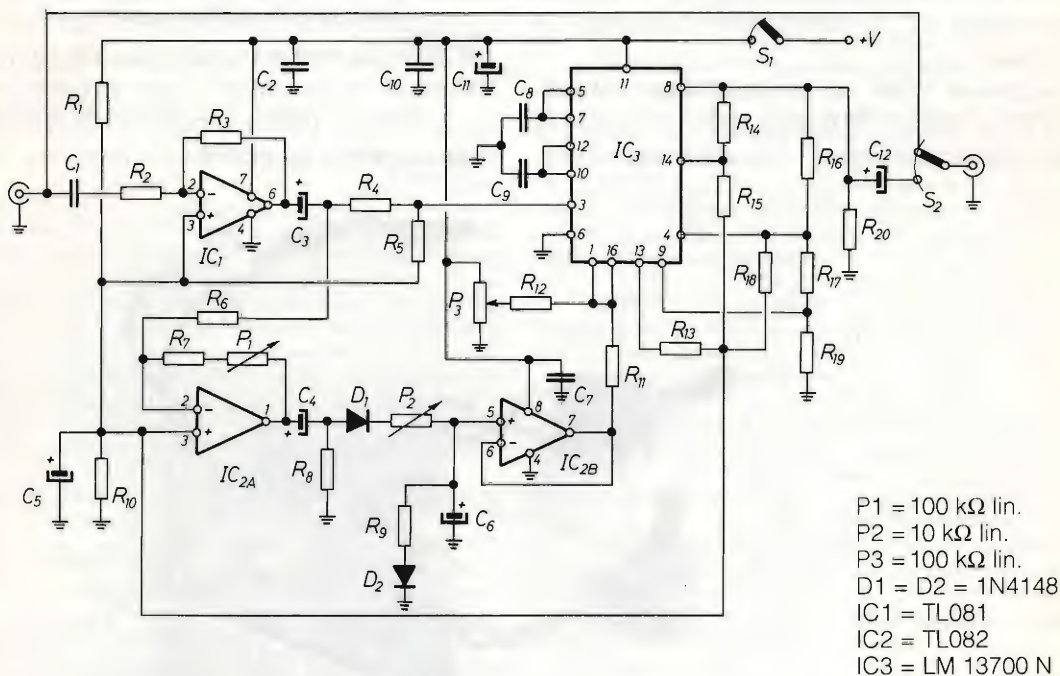 S1
+V
C2
C10
C11
11
R1
R3
C8
5
7
12
10
C9
IC3
8
14
R14
R16
R15
C12
S2
C1
R2
2
3
7
6
4
IC1
C3
R4
R5
3
6
1
16
13
4
9
R20
R18
R17
R6
R7
P1
P3
R12
R13
R19
R11
2
3
1
IC2A
C4
D1
P2
C7
5
6
8
7
4
IC2B
C5
R10
R8
R9
C6
D2
P1 = 100 kΩ lin.
P2 = 10 kΩ lin.
P3 = 100 kΩ lin.
D1 = D2 = 1N4148
IC1 = TL081
IC2 = TL082
IC3 = LM 13700 N